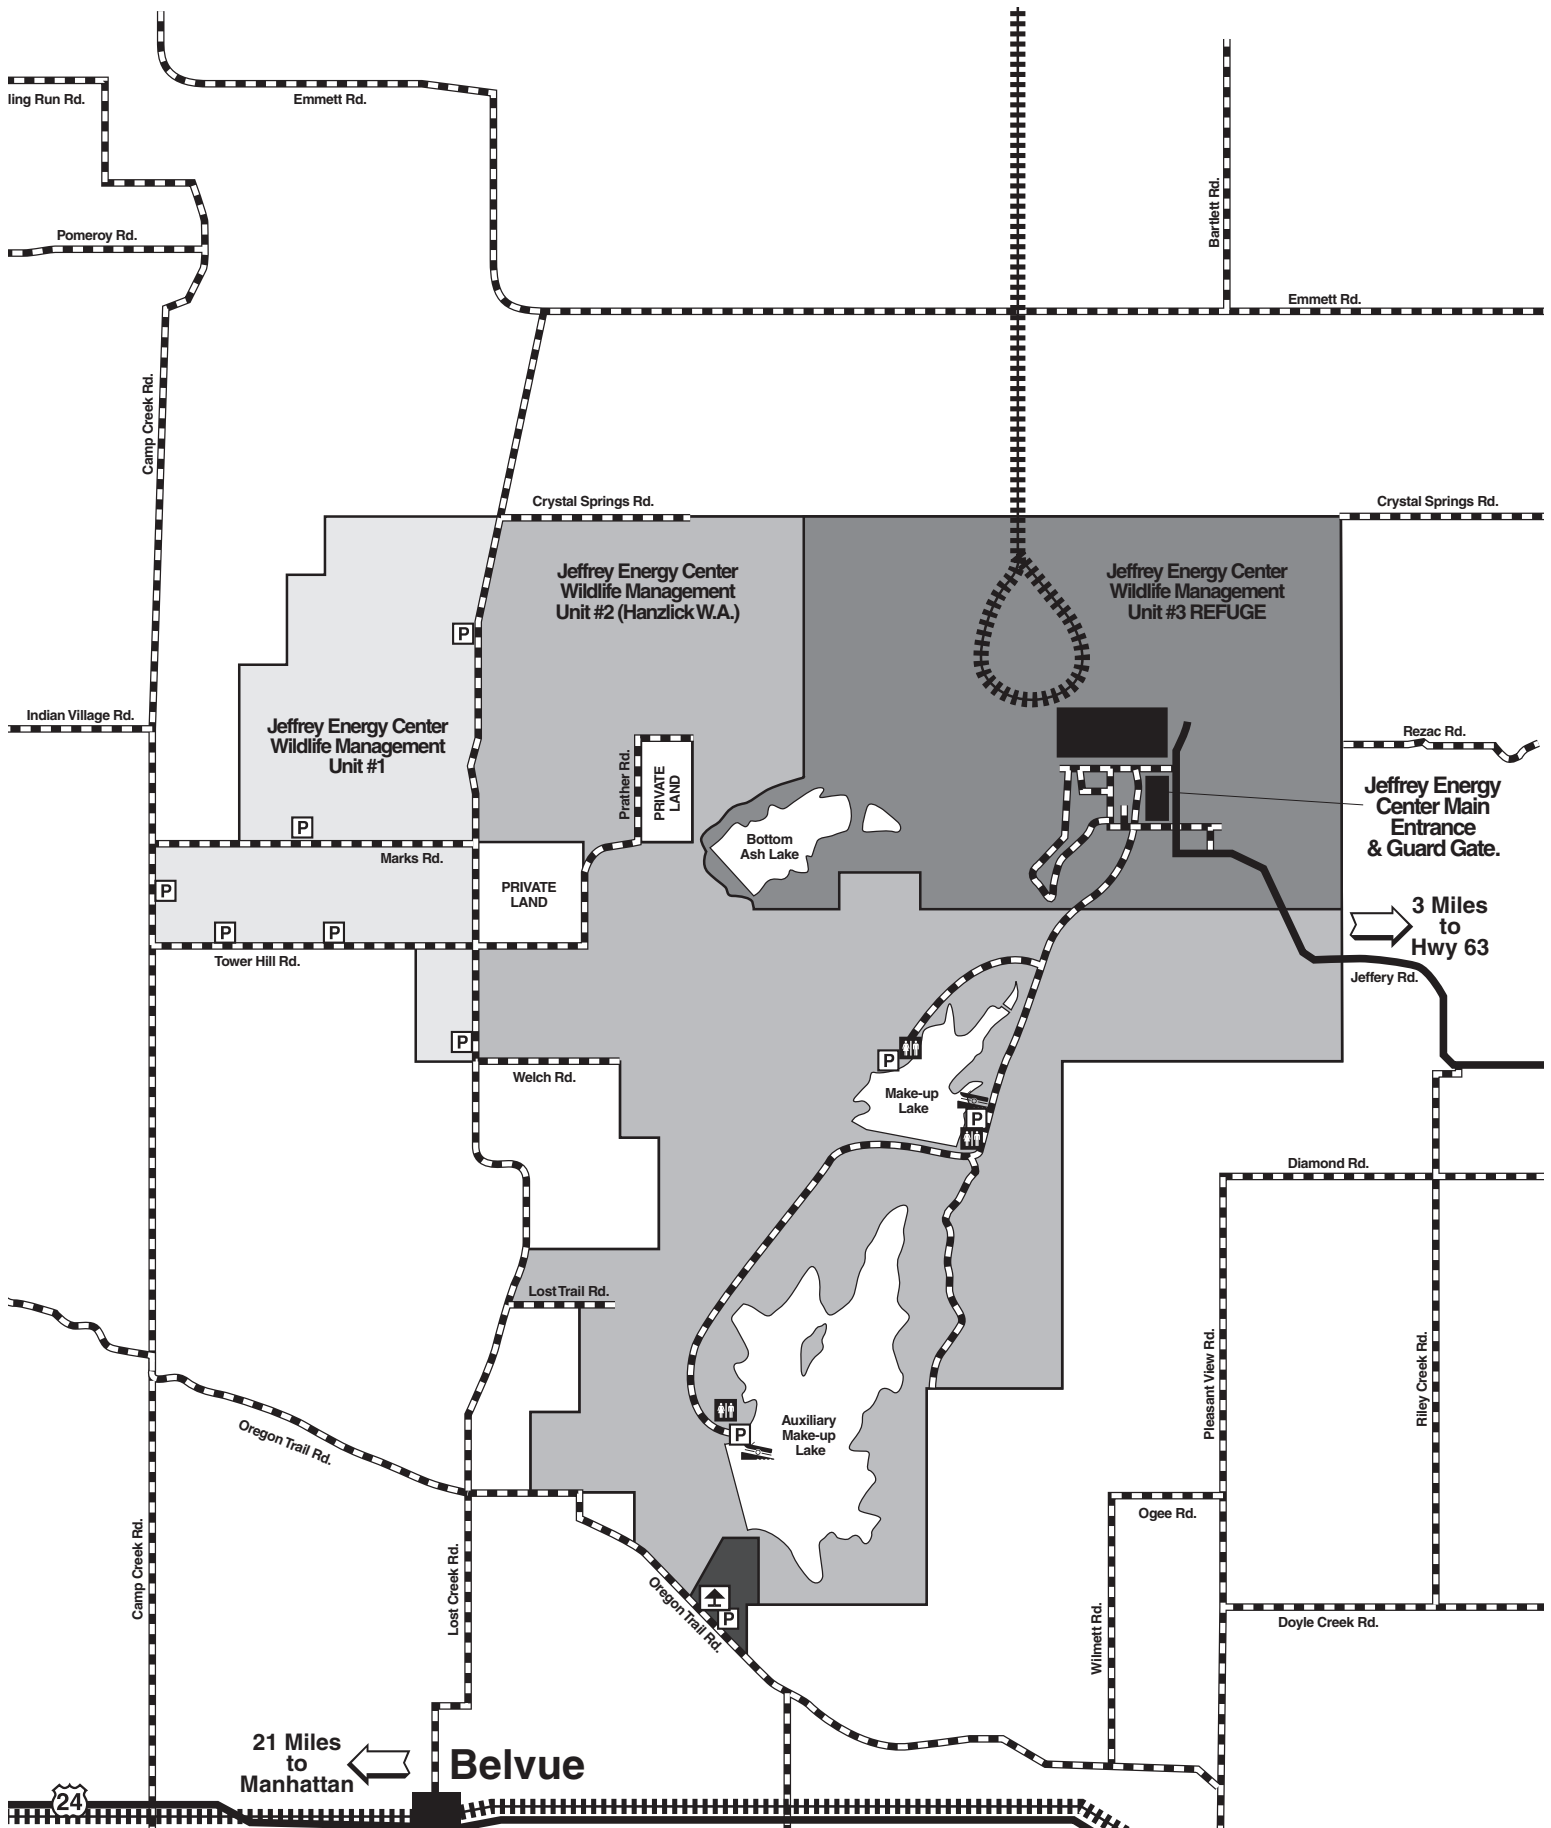 ling Run Rd.
Emmett Rd.
Bartlett Rd.
Pomeroy Rd.
Emmett Rd.
Camp Creek Rd.
Crystal Springs Rd.
Crystal Springs Rd.
Jeffrey Energy Center
Wildlife Management
Unit #2 (Hanzlick W.A.)
Jeffrey Energy Center
Wildlife Management
Unit #3 REFUGE
P
Indian Village Rd.
Jeffrey Energy Center
Wildlife Management
Unit #1
Rezac Rd.
Prather Rd.
PRIVATE
LAND
Jeffrey Energy
Center Main
Entrance
& Guard Gate.
P
Bottom
Ash Lake
Marks Rd.
P
PRIVATE
LAND
3 Miles
to
Hwy 63
P
P
Tower Hill Rd.
Jeffery Rd.
P
P
Welch Rd.
Make-up
Lake
P
Diamond Rd.
Lost Trail Rd.
Pleasant View Rd.
Riley Creek Rd.
Oregon Trail Rd.
P
Auxiliary
Make-up
Lake
Ogee Rd.
Camp Creek Rd.
Lost Creek Rd.
Oregon Trail Rd.
P
Wilmett Rd.
Doyle Creek Rd.
21 Miles
to
Manhattan
Belvue
24